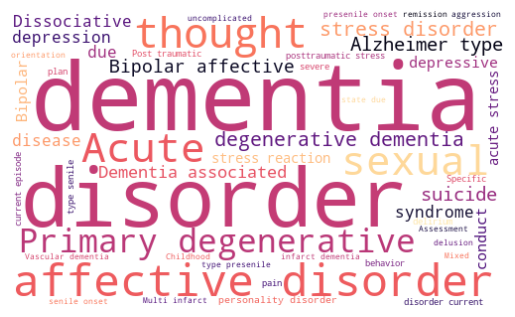 uncomplicated
presenile onset
remission aggression
Dissociative
depression
thought
stress disorder
orientation
due
Post traumatic
posttraumatic stress
Alzheimer type
plan
Bipolar affective
severe
depressive
Bipolar
dementia
state due
acute stress
disease
Acute
degenerative dementia
stress reaction
sexual
Dementia associated
current episode
type senile
disorder
Specific
suicide
syndrome
Assessment
conduct
Primary degenerative
delusion
Vascular dementia
Childhood
infarct dementia
Mixed
type presenile
behavior
affective disorder
pain
senile onset
Multi infarct
personality disorder
disorder current